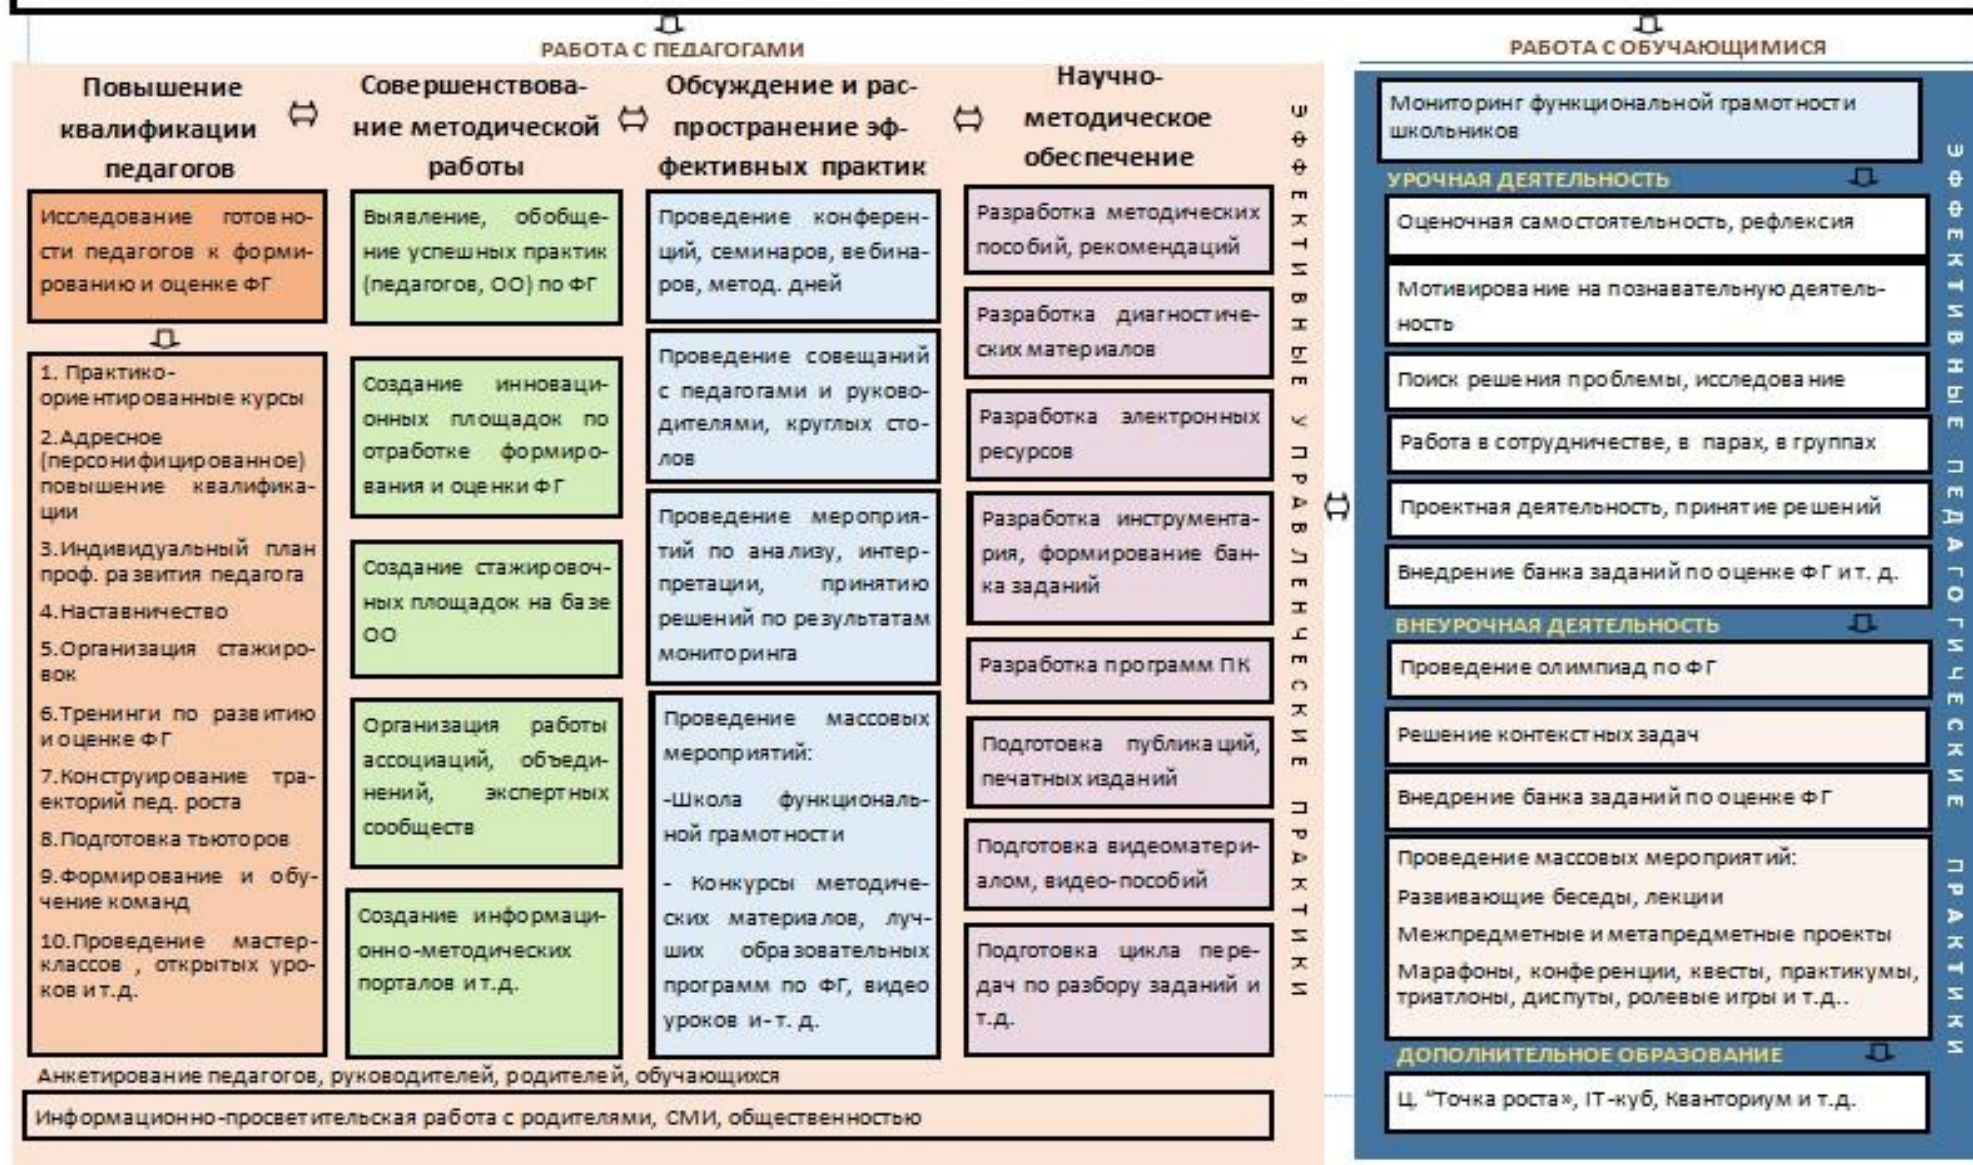 РАБОТА С ПЕДАГОГАМИ
Повышение
квалификации
педагогов
Исследование готовно-
сти педагогов к форми-
рованию и оценке ФГ
1. Практико-
ориентированные курсы
2.Адресное
(персонифицированное)
повышение квалифика-
ции
3.Индивидуальный план
проф. развития педагога
4.Наставничество
5.Организация стажиро-
вок
6.Тренинги по развитию
и оценке ФГ
7.Конструирование тра-
екторий пед. роста
8.Подготовка тьюторов
9.Формирование и обу-
чение команд
10.Проведение мастер-
классов , открытых уро-
ков и т.д.
Совершенствова-
ние методической
работы
Выявление, обобще-
ние успешных практик
(педагогов, ОО) по ФГ
Создание инноваци-
онных площадок по
отработке формиро-
вания и оценки ФГ
Создание стажировоч-
ных площадок на базе
ОО
Организация работы
ассоциаций, объеди-
нений, экспертных
сообществ
Создание информаци-
онно-методических
порталов и т.д.
Обсуждение и рас-
пространение эф-
фективных практик
Проведение конферен-
ций, семинаров, вебина-
ров, метод. дней
Проведение совещаний
с педагогами и руково-
дителями, круглых сто-
лов
Проведение мероприя-
тий по анализу, интер-
претации, принятию
решений по результатам
мониторинга
Проведение массовых
мероприятий:
-Школа функциональ-
ной грамотности
- Конкурсы методиче-
ских материалов, луч-
ших образовательных
программ по ФГ, видео
уроков и-т. д.
Научно-
методическое
обеспечение
Разработка методических
пособий, рекомендаций
Разработка диагностиче-
ских материалов
Разработка электронных
ресурсов
Разработка инструмента-
рия, формирование бан-
ка заданий
Разработка программ ПК
Подготовка публикаций,
печатных изданий
Подготовка видеоматери-
алом, видео-пособий
Подготовка цикла пере-
дач по разбору заданий и
т.д.
ЭФФЕКТИВНЫЕ УПРАВЛЕНЧЕСКИЕ ПРАКТИКИ
Анкетирование педагогов, руководителей, родителей, обучающихся
Информационно-просветительская работа с родителями, СМИ, общественностью
РАБОТА С ОБУЧАЮЩИМИСЯ
Мониторинг функциональной грамотности
школьников
УРОЧНАЯ ДЕЯТЕЛЬНОСТЬ
Оценочная самостоятельность, рефлексия
Мотивирование на познавательную деятель-
ность
Поиск решения проблемы, исследование
Работа в сотрудничестве, в парах, в группах
Проектная деятельность, принятие решений
Внедрение банка заданий по оценке ФГ и т. д.
ВНЕУРОЧНАЯ ДЕЯТЕЛЬНОСТЬ
Проведение олимпиад по ФГ
Решение контекстных задач
Внедрение банка заданий по оценке ФГ
Проведение массовых мероприятий:
Развивающие беседы, лекции
Межпредметные и метапредметные проекты
Марафоны, конференции, квесты, практикумы,
триатлоны, диспуты, ролевые игры и т.д..
ДОПОЛНИТЕЛЬНОЕ ОБРАЗОВАНИЕ
Ц. "Точка роста», IT-куб, Кванториум и т.д.
ЭФФЕКТИВНЫЕ ПЕДАГОГИЧЕСКИЕ ПРАКТИКИ